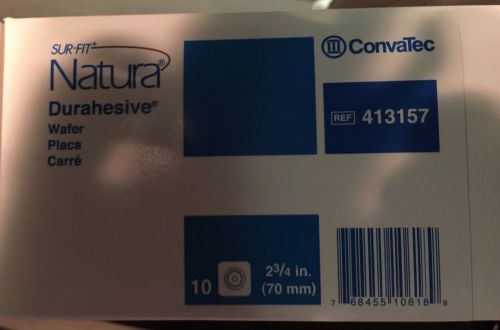 SUR-FIT®
Natura®
Durahesive®
Wafer
Placa
Carré
ConvaTec
REF 413157
10
2 3/4 in.
(70 mm)
7 68455 10618 9